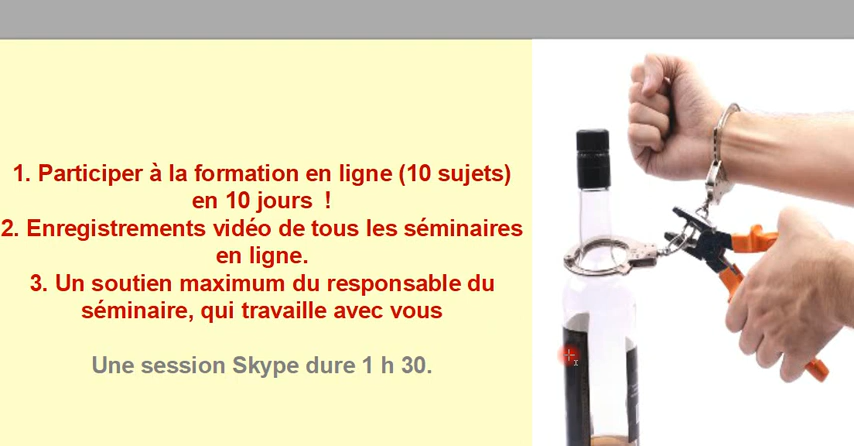 1. Participer à la formation en ligne (10 sujets)
en 10 jours !
2. Enregistrements vidéo de tous les séminaires
en ligne.
3. Un soutien maximum du responsable du
séminaire, qui travaille avec vous
Une session Skype dure 1 h 30.